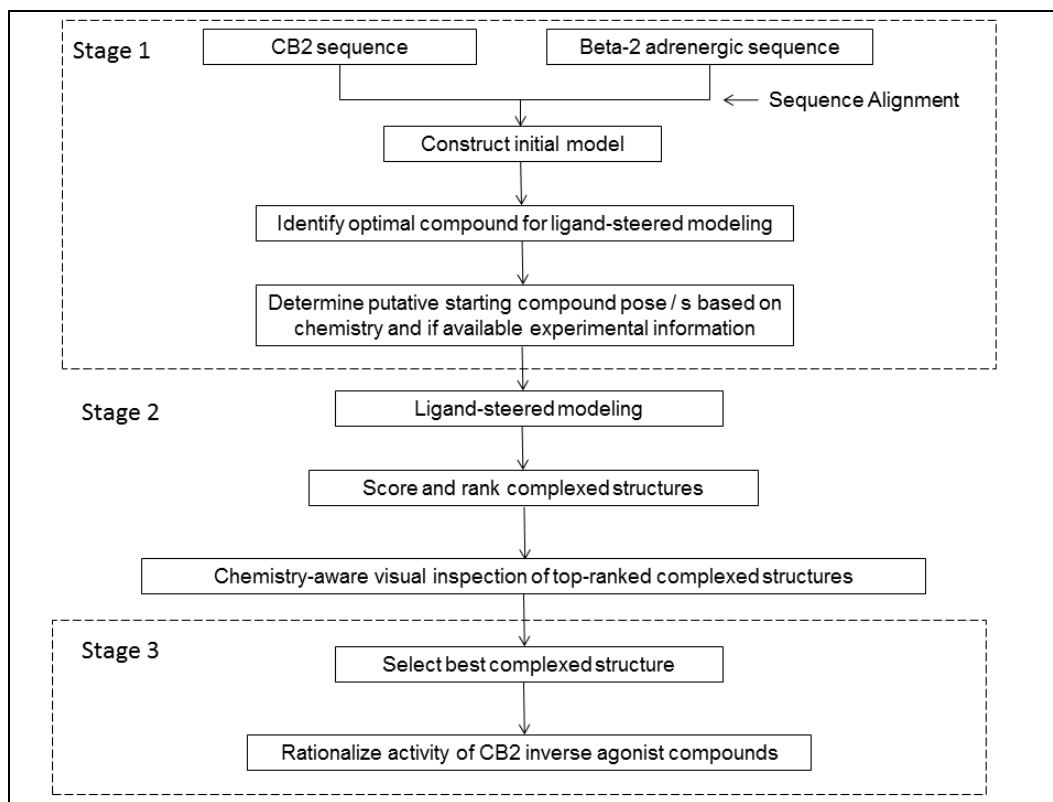 Stage 1
CB2 sequence
Beta-2 adrenergic sequence
Sequence Alignment
Construct initial model
Identify optimal compound for ligand-steered modeling
Determine putative starting compound pose / s based on
chemistry and if available experimental information
Stage 2
Ligand-steered modeling
Score and rank complexed structures
Chemistry-aware visual inspection of top-ranked complexed structures
Stage 3
Select best complexed structure
Rationalize activity of CB2 inverse agonist compounds